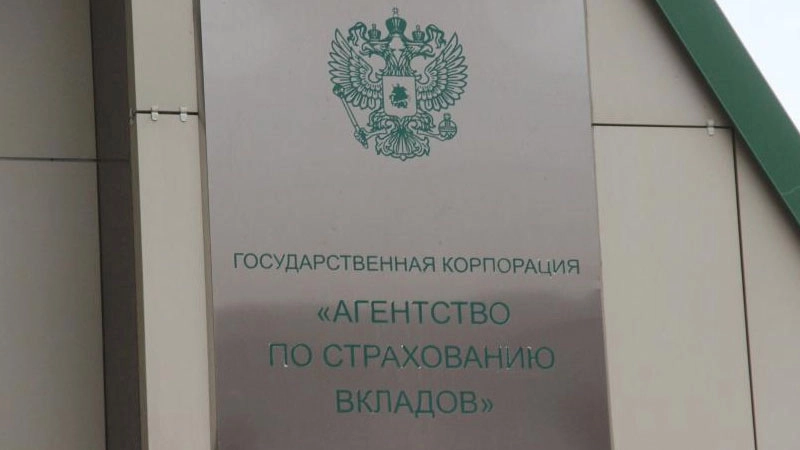 ГОСУДАРСТВЕННАЯ КОРПОРАЦИЯ
«АГЕНТСТВО
ПО СТРАХОВАНИЮ
ВКЛАДОВ»